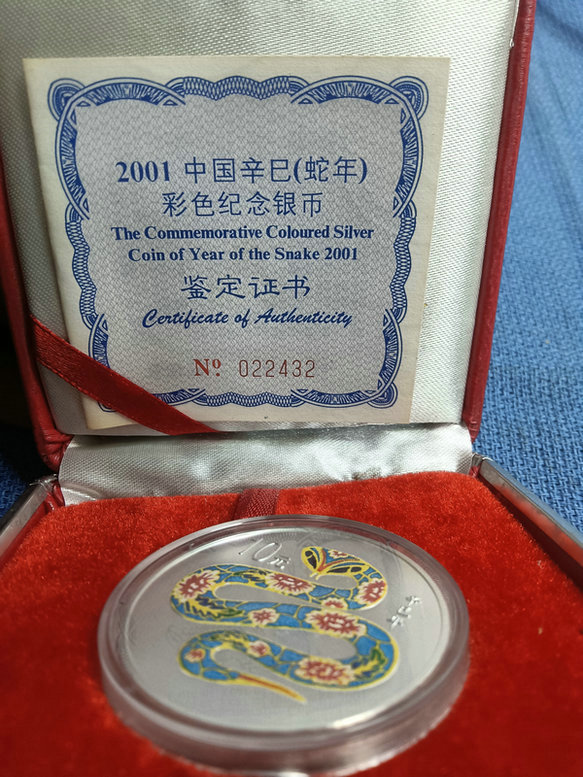 2001 中国辛巳(蛇年)
彩色纪念银币
The Commemorative Coloured Silver
Coin of Year of the Snake 2001
鉴定证书
Certificate of Authenticity
Nº. 022432
10元